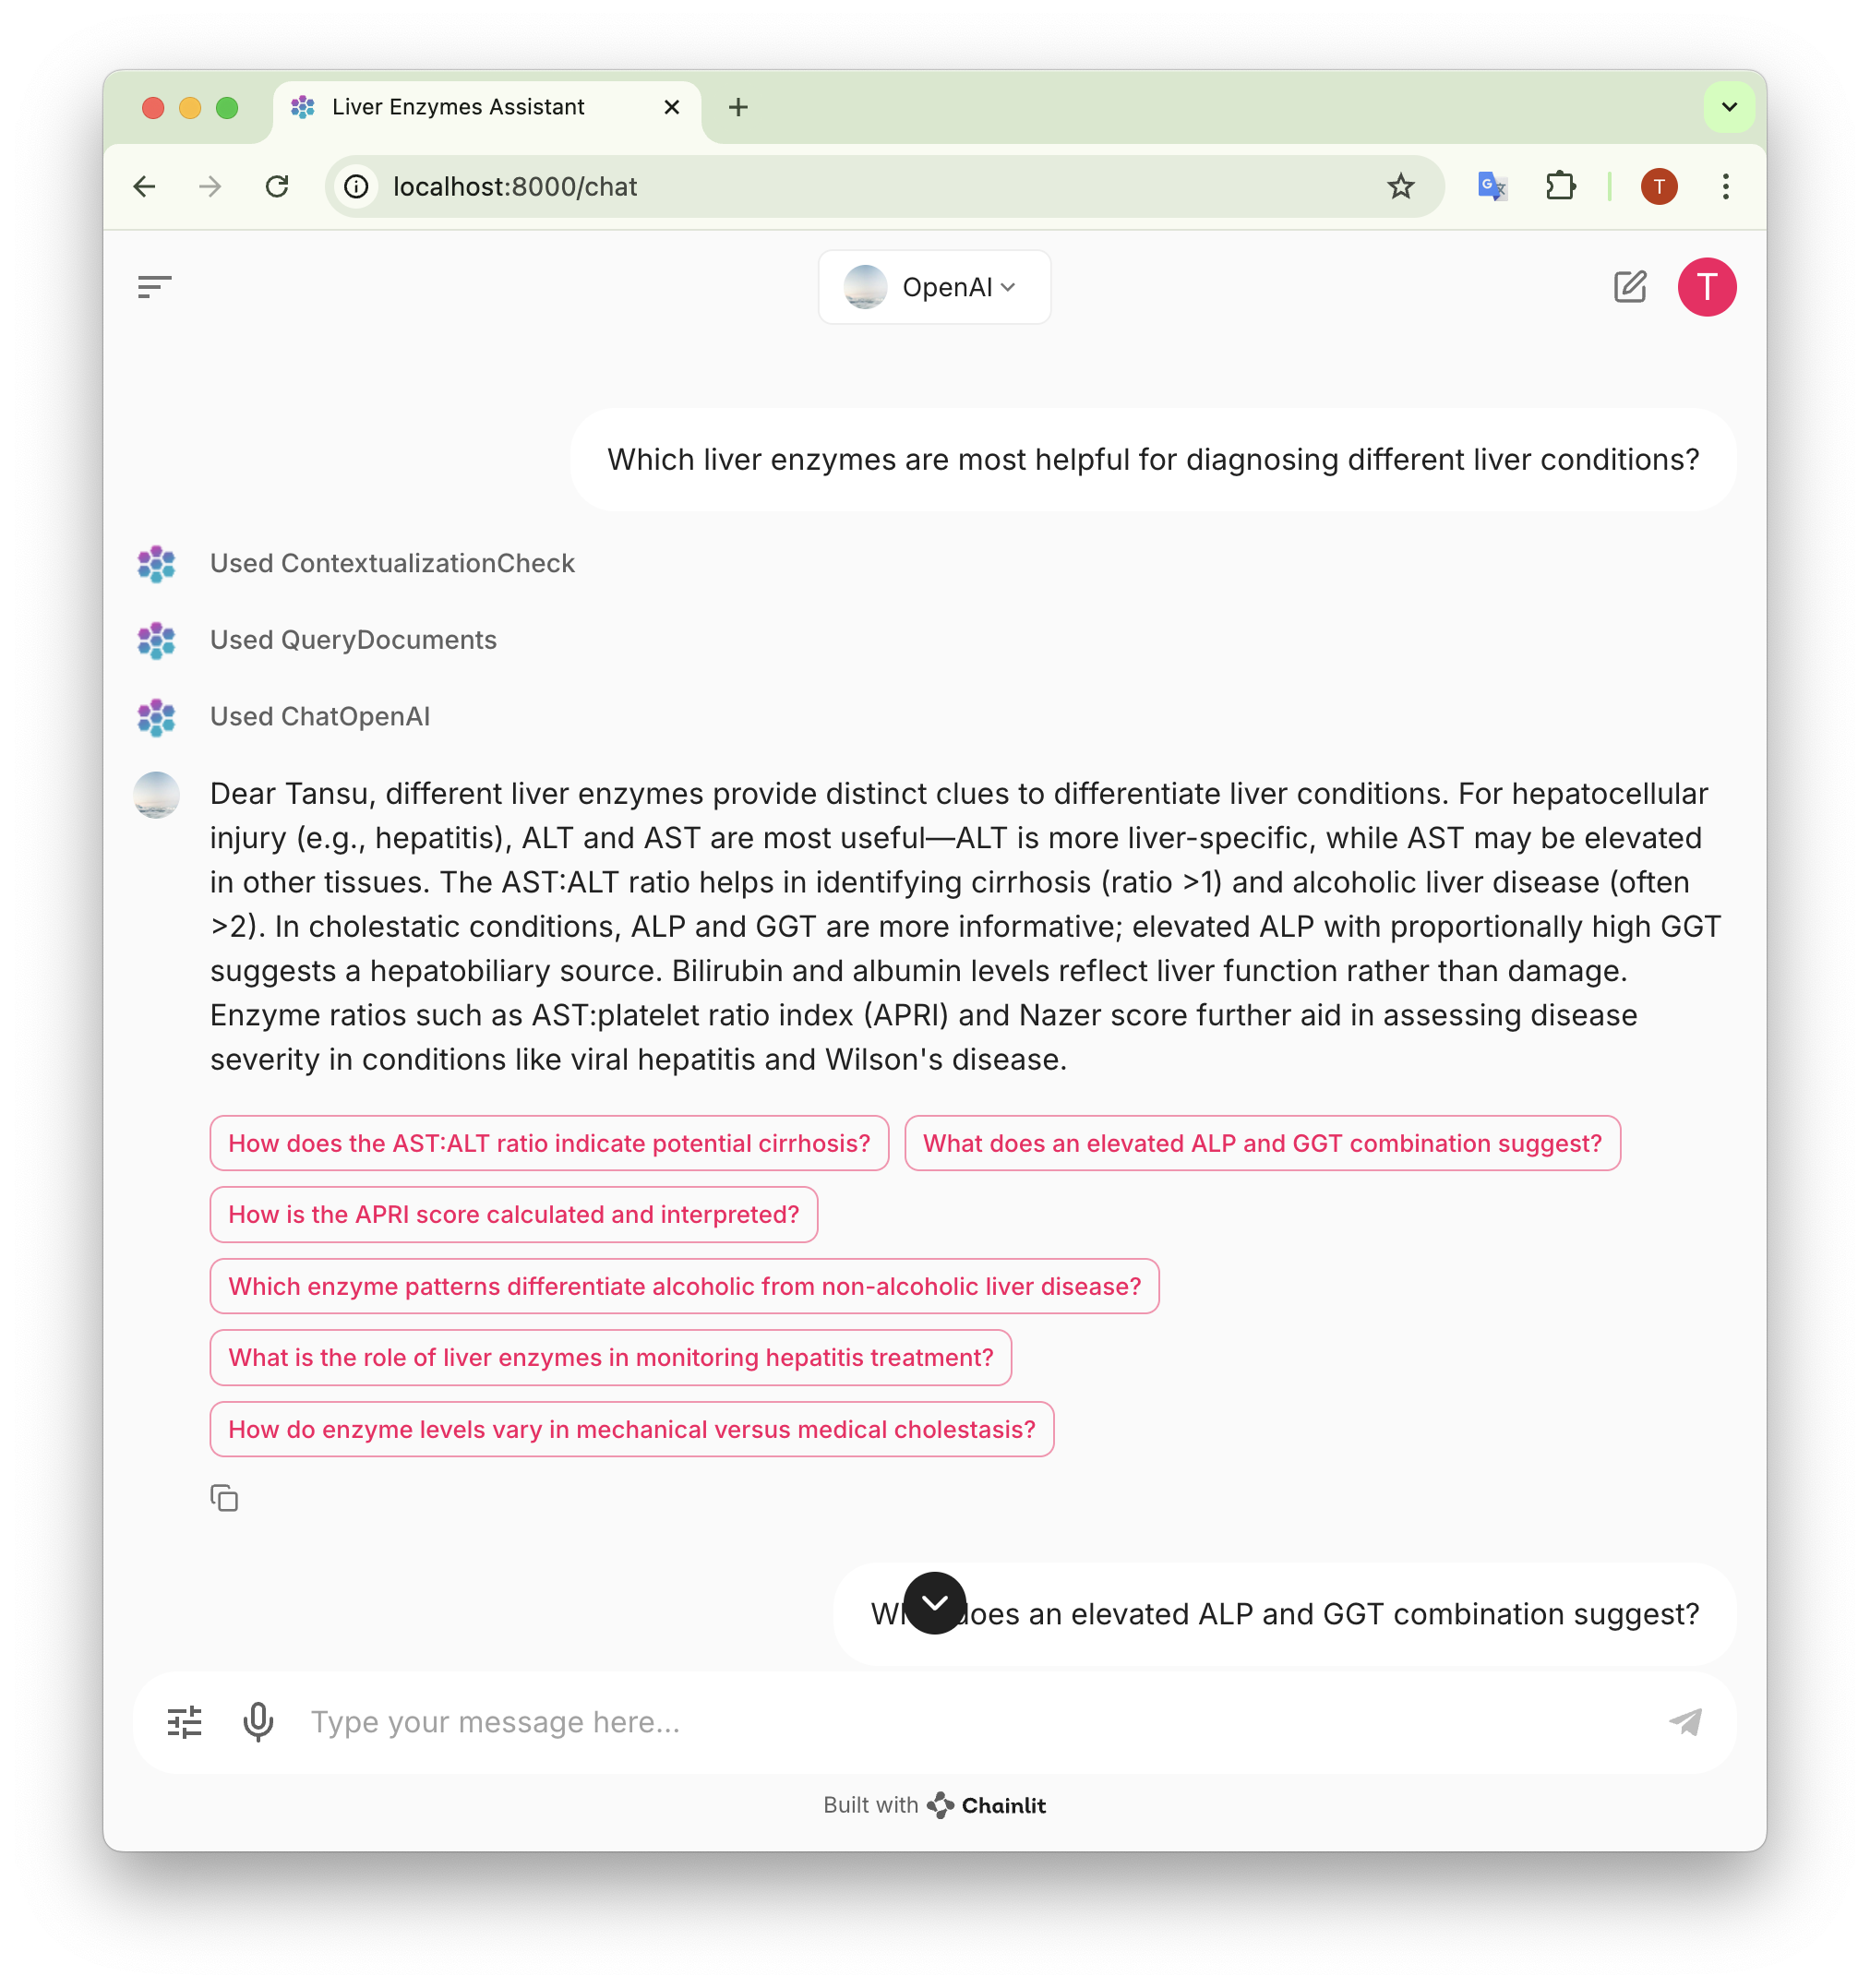 Liver Enzymes Assistant
localhost:8000/chat
T
OpenAI
T
Which liver enzymes are most helpful for diagnosing different liver conditions?
Used ContextualizationCheck
Used QueryDocuments
Used ChatOpenAI
Dear Tansu, different liver enzymes provide distinct clues to differentiate liver conditions. For hepatocellular
injury (e.g., hepatitis), ALT and AST are most useful—ALT is more liver-specific, while AST may be elevated
in other tissues. The AST:ALT ratio helps in identifying cirrhosis (ratio >1) and alcoholic liver disease (often
>2). In cholestatic conditions, ALP and GGT are more informative; elevated ALP with proportionally high GGT
suggests a hepatobiliary source. Bilirubin and albumin levels reflect liver function rather than damage.
Enzyme ratios such as AST:platelet ratio index (APRI) and Nazer score further aid in assessing disease
severity in conditions like viral hepatitis and Wilson's disease.
How does the AST:ALT ratio indicate potential cirrhosis? What does an elevated ALP and GGT combination suggest?
How is the APRI score calculated and interpreted?
Which enzyme patterns differentiate alcoholic from non-alcoholic liver disease?
What is the role of liver enzymes in monitoring hepatitis treatment?
How do enzyme levels vary in mechanical versus medical cholestasis?
does an elevated ALP and GGT combination suggest?
Type your message here...
Built with Chainlit